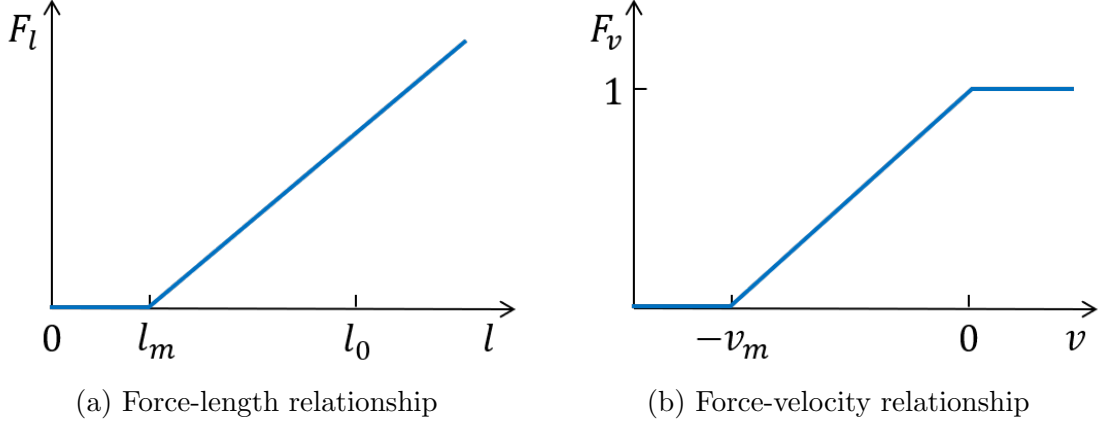 F_l
0 l_m l_0 l
(a) Force-length relationship
F_v
1
-v_m 0 v
(b) Force-velocity relationship